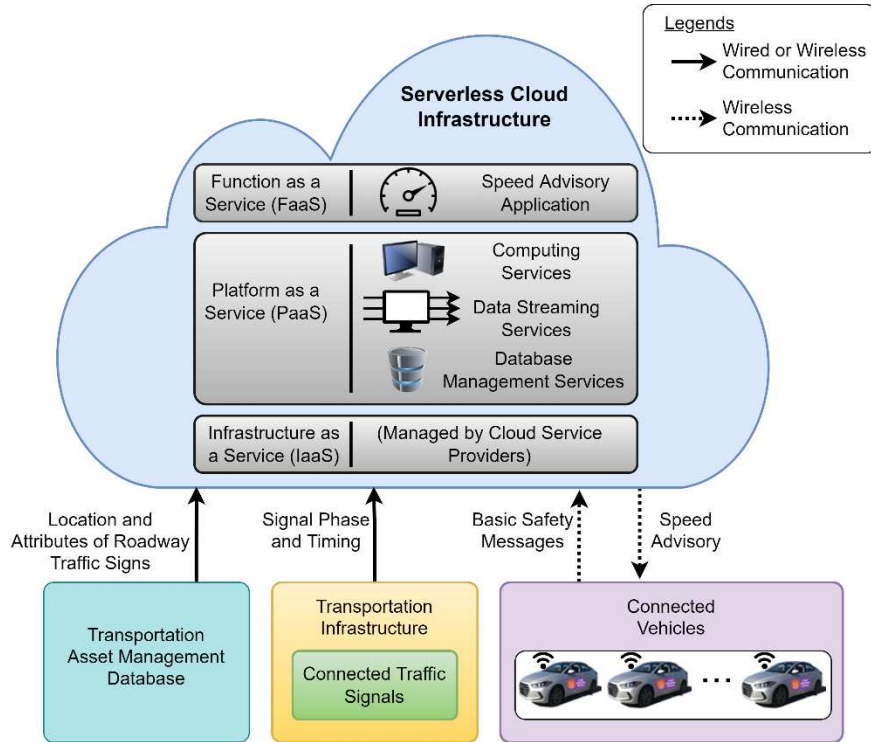 Legends
Wired or Wireless
Communication
Wireless
Communication
Serverless Cloud
Infrastructure
Function as a
Service (FaaS)
Speed Advisory
Application
Platform as a
Service (PaaS)
Computing
Services
Data Streaming
Services
Database
Management Services
Infrastructure as
a Service (IaaS)
(Managed by Cloud Service
Providers)
Location and
Attributes of Roadway
Traffic Signs
Signal Phase
and Timing
Basic Safety
Messages
Speed
Advisory
Transportation
Asset Management
Database
Transportation
Infrastructure
Connected Traffic
Signals
Connected
Vehicles